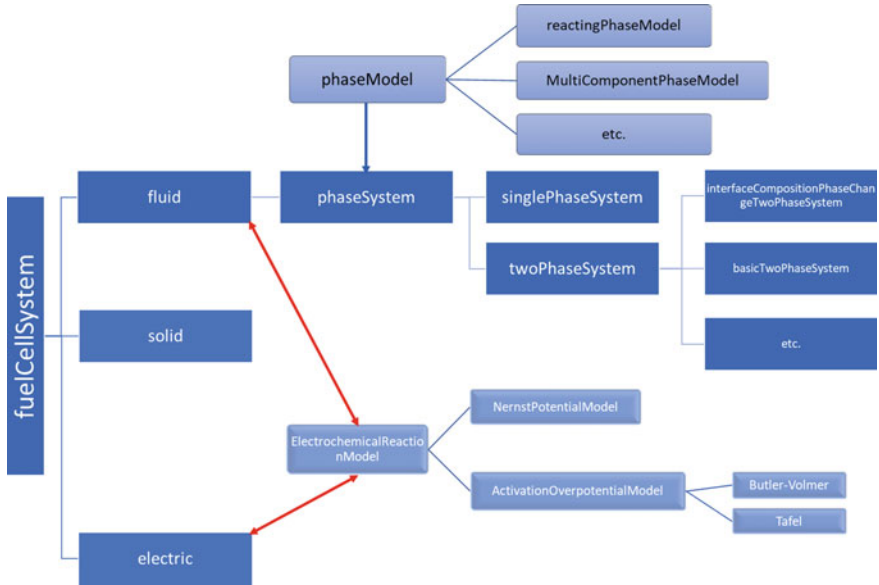 reactingPhaseModel
phaseModel
MultiComponentPhaseModel
etc.
fluid
phaseSystem
singlePhaseSystem
interfaceCompositionPhaseChan
geTwoPhaseSystem
twoPhaseSystem
basicTwoPhaseSystem
fuelCellSystem
solid
etc.
NernstPotentialModel
ElectrochemicalReactio
nModel
ActivationOverpotentialModel
Butler-Volmer
Tafel
electric